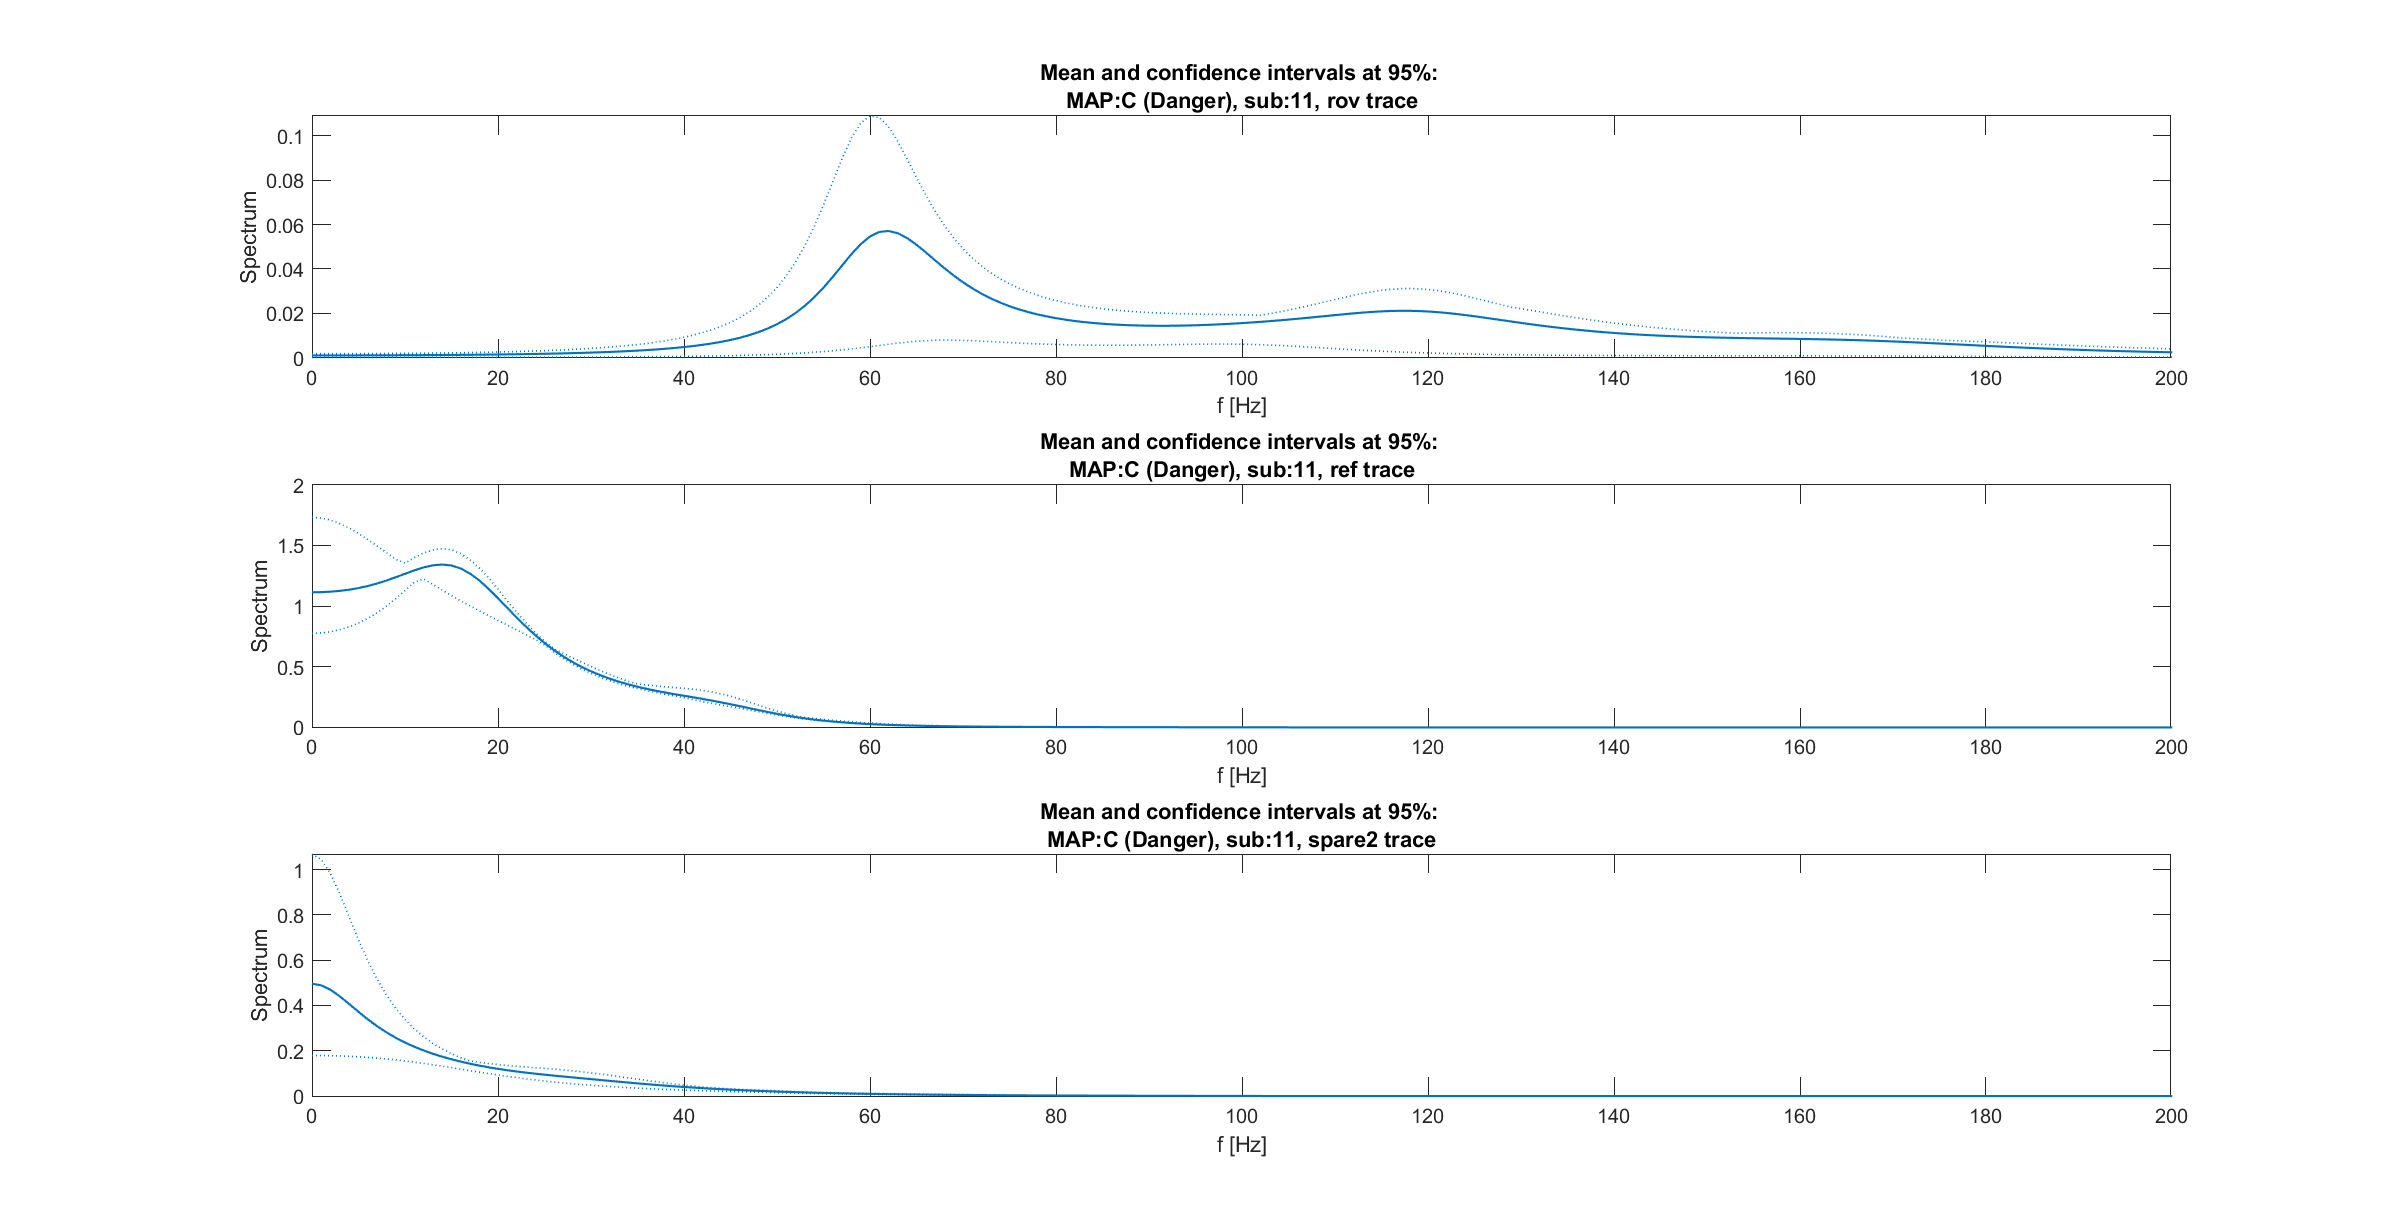 Mean and confidence intervals at 95%:
MAP:C (Danger), sub:11, rov trace
Spectrum
0.1
0.08
0.06
0.04
0.02
0
0 20 40 60 80 100 120 140 160 180 200
f [Hz]
Mean and confidence intervals at 95%:
MAP:C (Danger), sub:11, ref trace
Spectrum
2
1.5
1
0.5
0
0 20 40 60 80 100 120 140 160 180 200
f [Hz]
Mean and confidence intervals at 95%:
MAP:C (Danger), sub:11, spare2 trace
Spectrum
1
0.8
0.6
0.4
0.2
0
0 20 40 60 80 100 120 140 160 180 200
f [Hz]